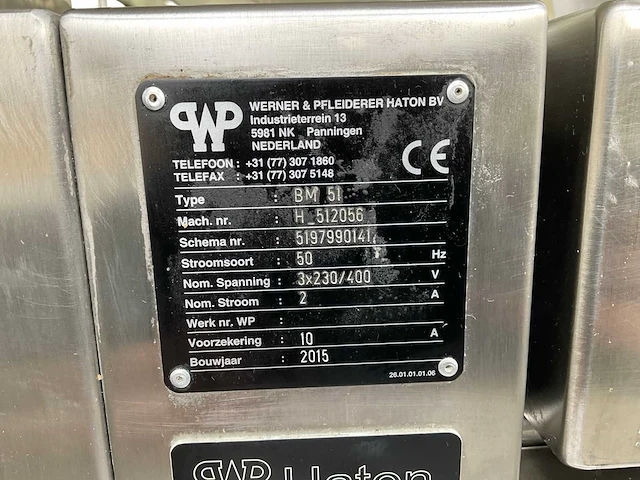 WP
WERNER & PFLEIDERER HATON BV
Industrieterrein 13
5981 NK Panningen
NEDERLAND
TELEFOON : +31 (77) 307 1860
TELEFAX : +31 (77) 307 5148
CE
Type : BM 51
Mach. nr. : H 512056
Schema nr. : 5197990141
Stroomsoort : 50 Hz
Nom. Spanning : 3x230/400 V
Nom. Stroom : 2 A
Werk nr. WP :
Voorzekering : 10 A
Bouwjaar : 2015
26.01.01.01.06
WP Haton